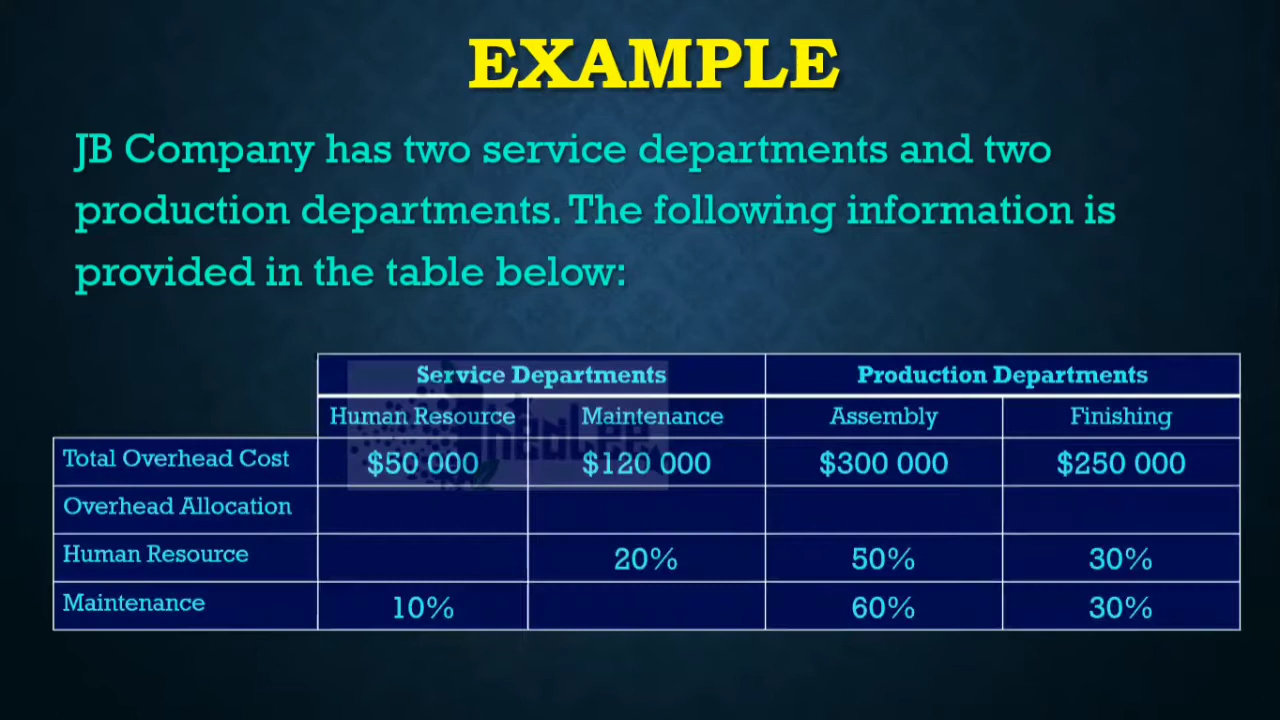 EXAMPLE
JB Company has two service departments and two
production departments. The following information is
provided in the table below:
Service Departments Production Departments
Human Resource Maintenance Assembly Finishing
Total Overhead Cost $50 000 $120 000 $300 000 $250 000
Overhead Allocation
Human Resource 20% 50% 30%
Maintenance 10% 60% 30%